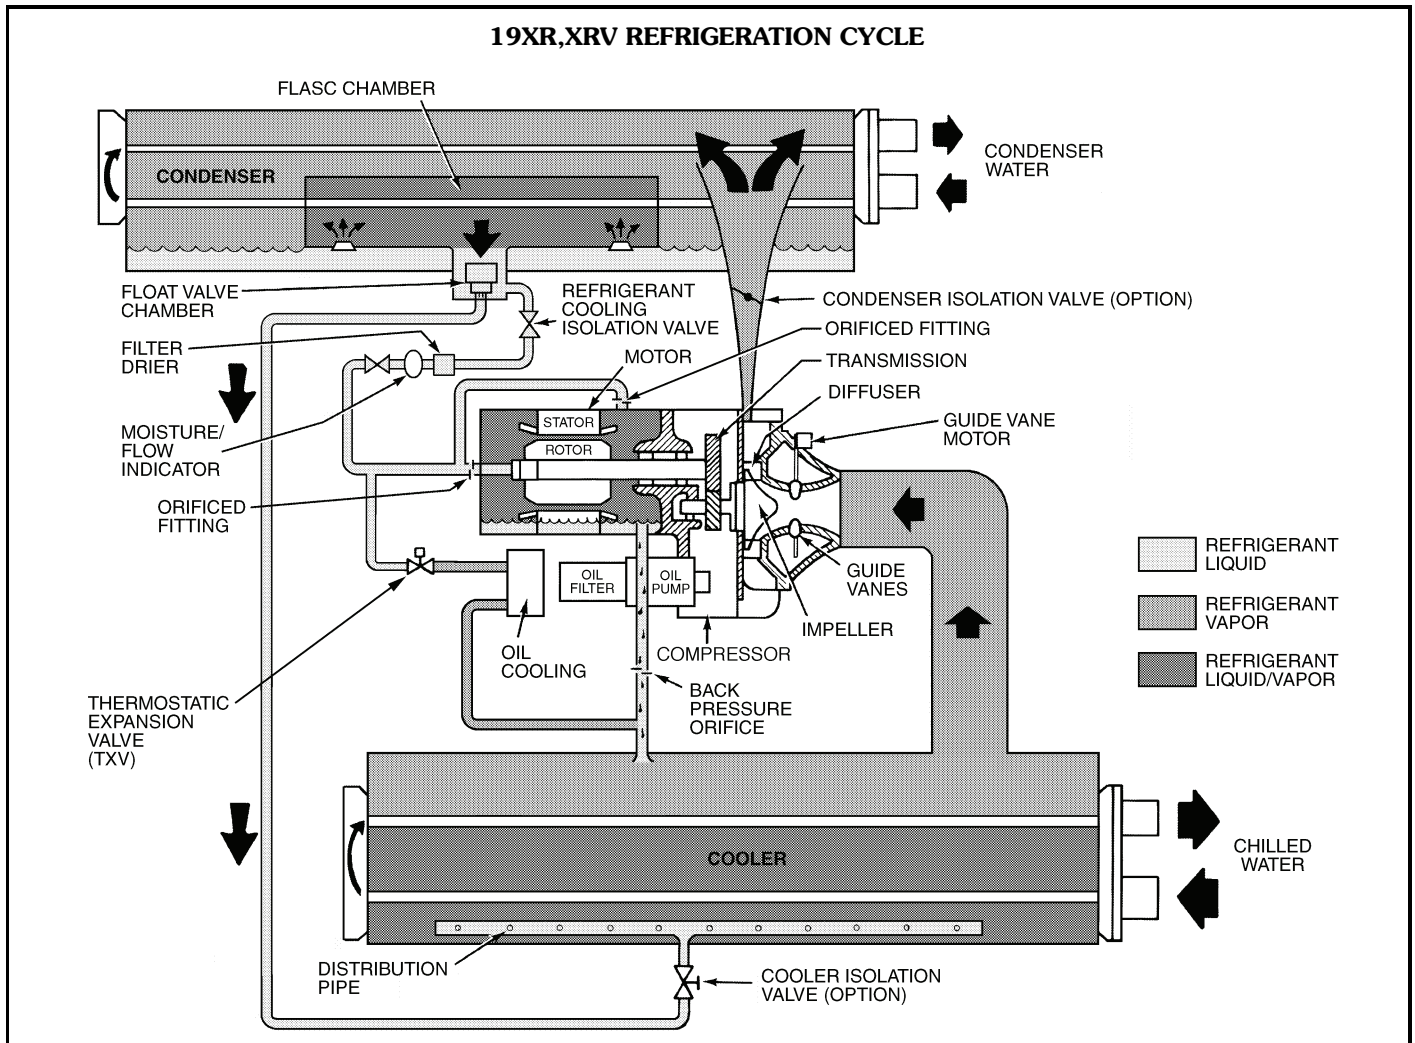 19XR,XRV REFRIGERATION CYCLE
FLASC CHAMBER
CONDENSER
WATER
CONDENSER
FLOAT VALVE
CHAMBER
REFRIGERANT
COOLING
ISOLATION VALVE
CONDENSER ISOLATION VALVE (OPTION)
ORIFICED FITTING
FILTER
DRIER
MOTOR
TRANSMISSION
DIFFUSER
GUIDE VANE
MOTOR
STATOR
ROTOR
MOISTURE/
FLOW
INDICATOR
ORIFICED
FITTING
REFRIGERANT
LIQUID
REFRIGERANT
VAPOR
REFRIGERANT
LIQUID/VAPOR
OIL
FILTER
OIL
PUMP
GUIDE
VANES
IMPELLER
OIL
COOLING
COMPRESSOR
THERMOSTATIC
EXPANSION
VALVE
(TXV)
BACK
PRESSURE
ORIFICE
COOLER
CHILLED
WATER
DISTRIBUTION
PIPE
COOLER ISOLATION
VALVE (OPTION)